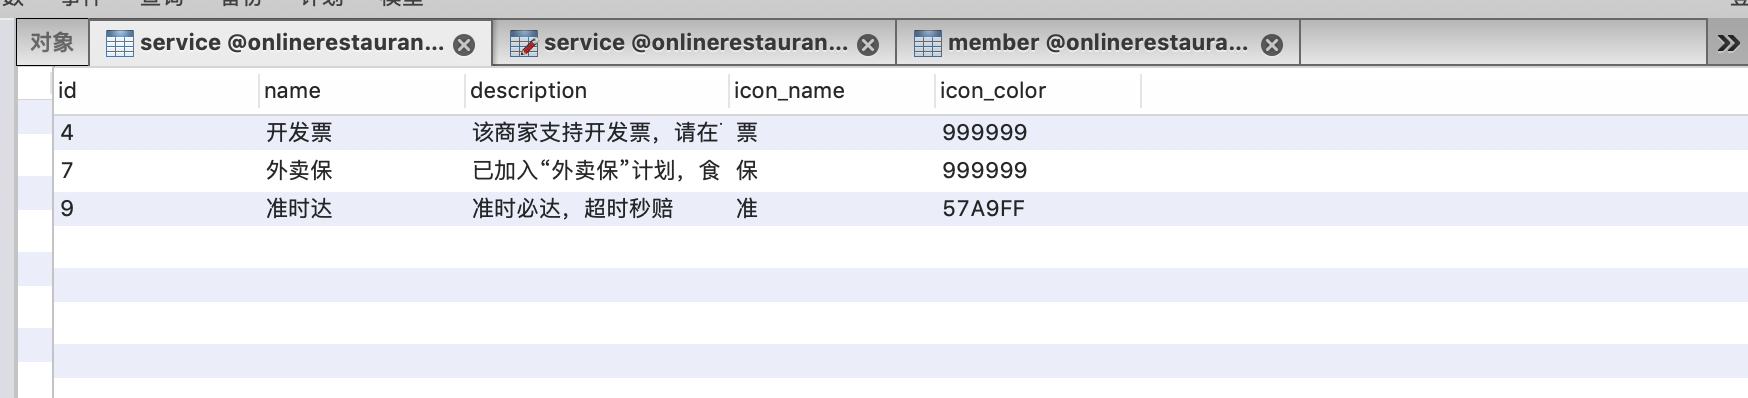 对象 service @onlinerestauran... service @onlinerestauran... member @onlinerestaura...
id name description icon_name icon_color
4 开发票 该商家支持开发票，请在 票 999999
7 外卖保 已加入“外卖保”计划，食 保 999999
9 准时达 准时必达，超时秒赔 准 57A9FF